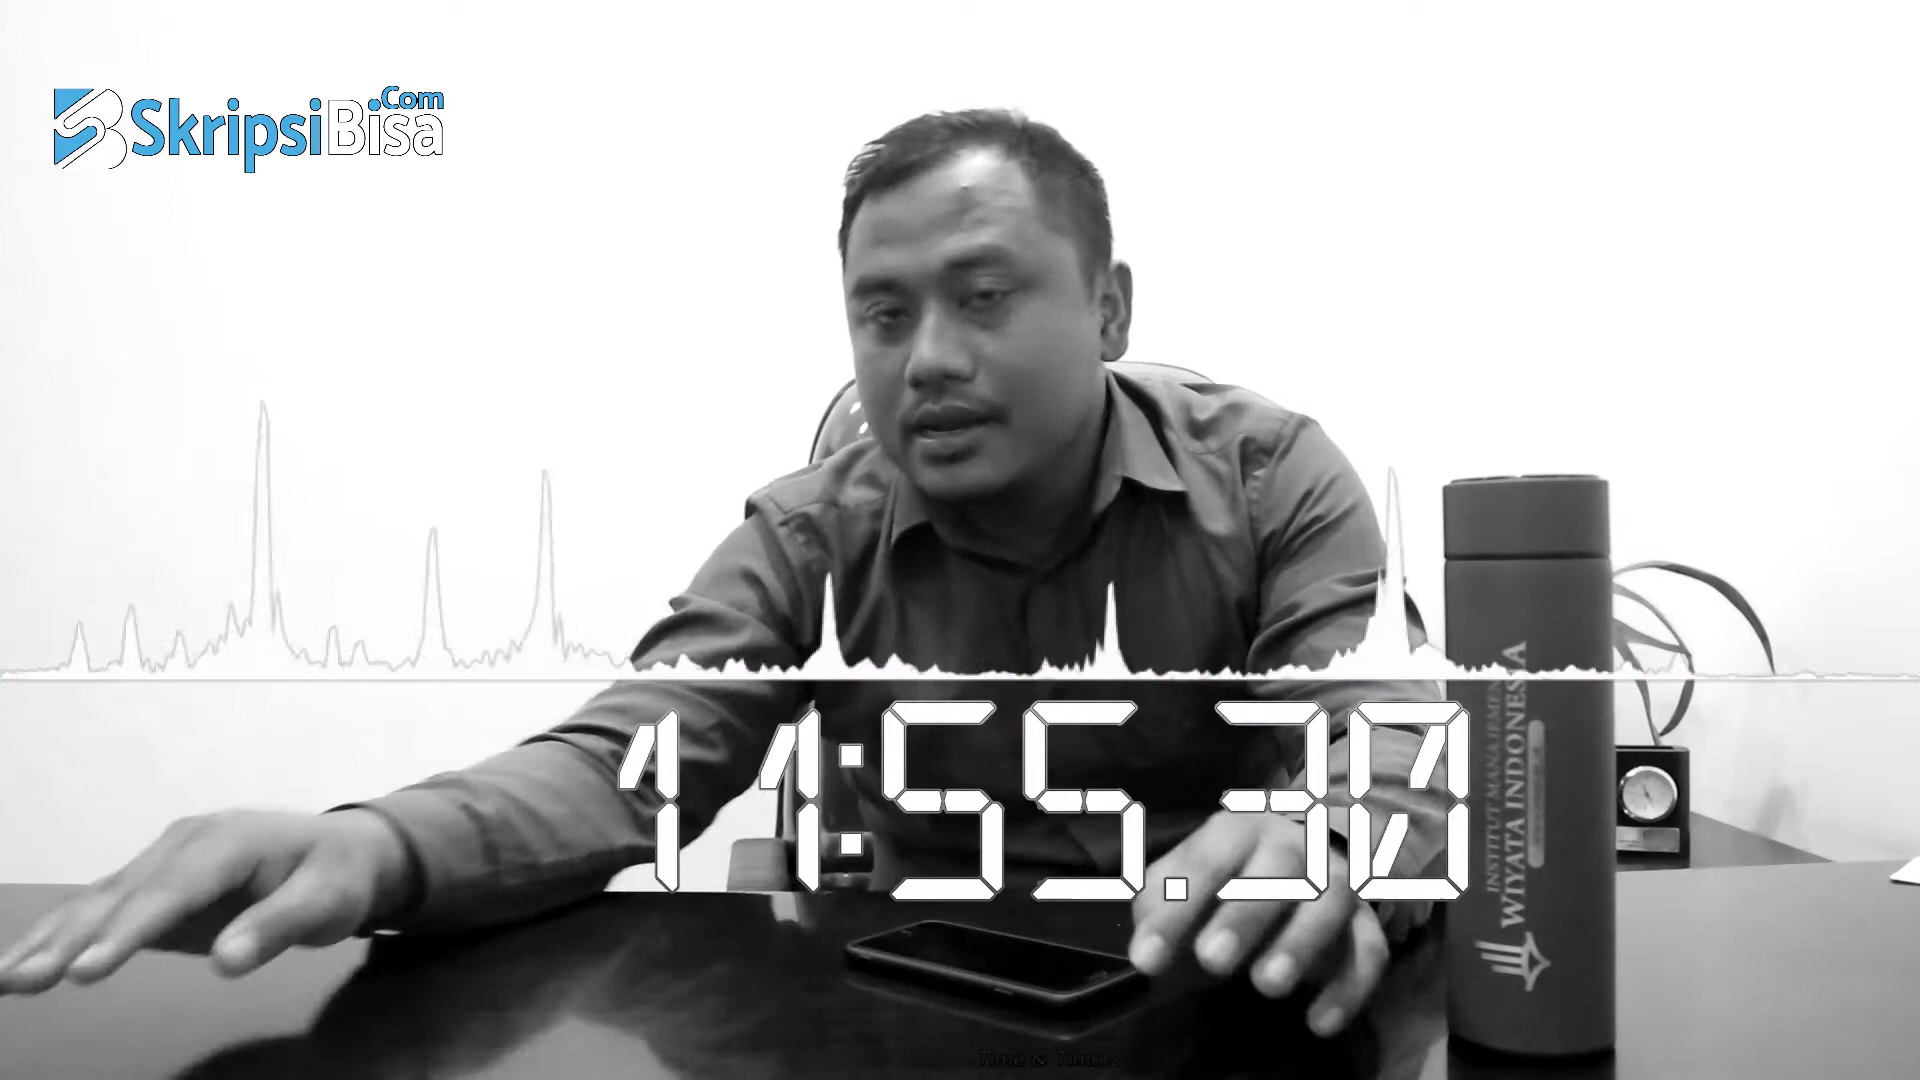 SkripsiBisa
.Com
11:55.30
INSTITUT MANAJEMEN
WIYATA INDONESIA
Time & Timer